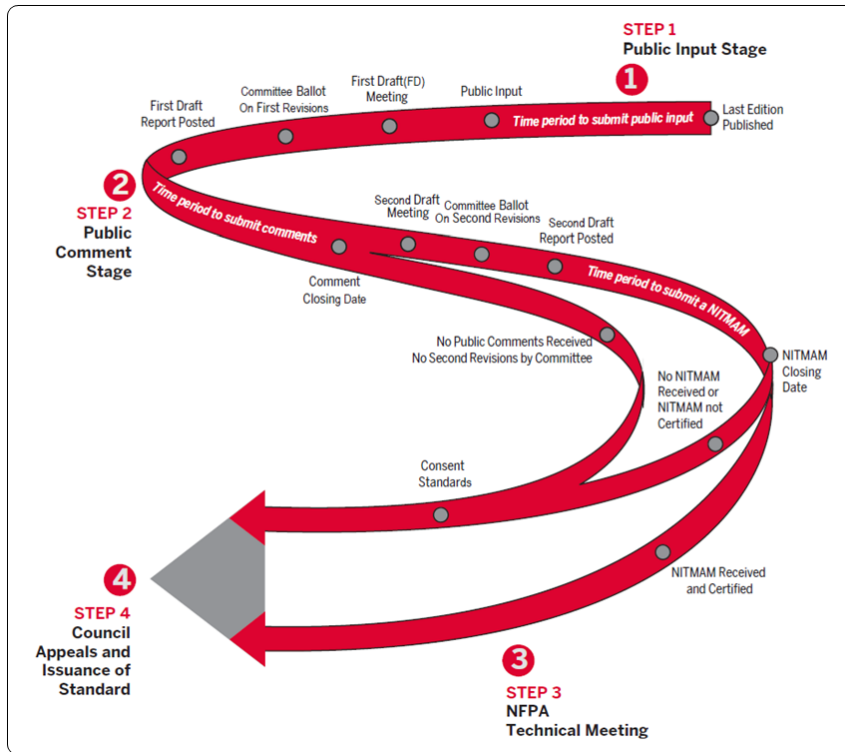 STEP 1
Public Input Stage
1
Last Edition
Published
Time period to submit public input
Public Input
First Draft(FD)
Meeting
Committee Ballot
On First Revisions
First Draft
Report Posted
2
STEP 2
Public
Comment
Stage
Time period to submit comments
Comment
Closing Date
Second Draft
Meeting
Committee Ballot
On Second Revisions
Second Draft
Report Posted
Time period to submit a NITMAM
NITMAM
Closing
Date
No Public Comments Received
No Second Revisions by Committee
No NITMAM
Received or
NITMAM not
Certified
Consent
Standards
NITMAM Received
and Certified
3
STEP 3
NFPA
Technical Meeting
4
STEP 4
Council
Appeals and
Issuance of
Standard